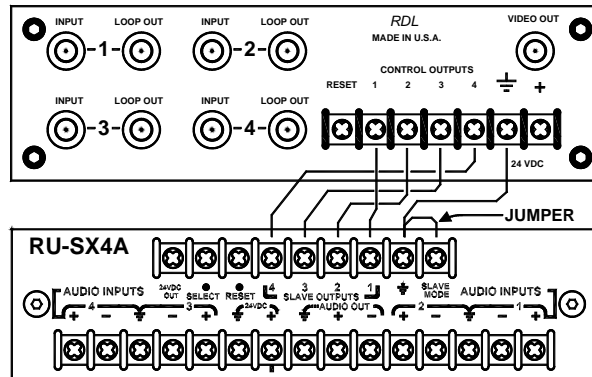 INPUT LOOP OUT INPUT LOOP OUT RDL VIDEO OUT
1 2 MADE IN U.S.A.
CONTROL OUTPUTS
INPUT LOOP OUT INPUT LOOP OUT RESET 1 2 3 4 +
3 4
24 VDC
JUMPER
RU-SX4A
AUDIO INPUTS 24VDC OUT SELECT RESET 4 3 2 1 SLAVE MODE AUDIO INPUTS
SLAVE OUTPUTS
4 3 24VDC AUDIO OUT 2 1
+ − − + + + − + − − +